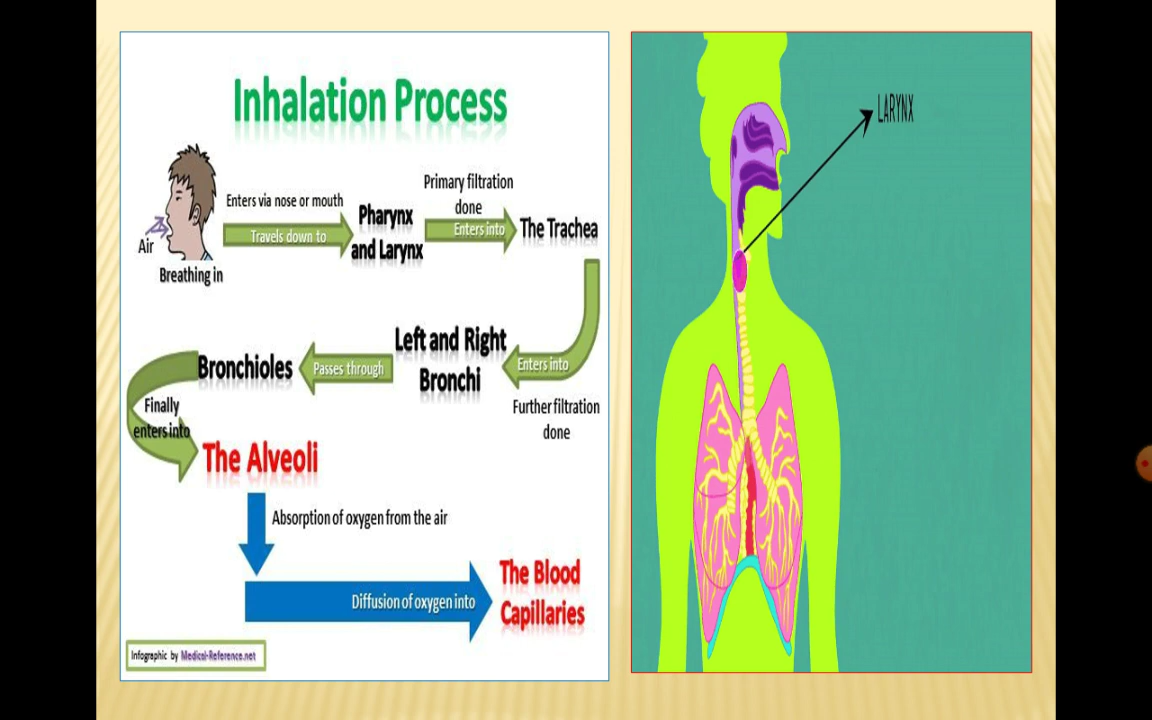 Inhalation Process
Air
Breathing in
Enters via nose or mouth
Travels down to
Pharynx
and Larynx
Primary filtration
done
Enters into
The Trachea
Enters into
Further filtration
done
Left and Right
Bronchi
Passes through
Bronchioles
Finally
enters into
The Alveoli
Absorption of oxygen from the air
Diffusion of oxygen into
The Blood
Capillaries
Infographic by Medical-Reference.net
LARYNX